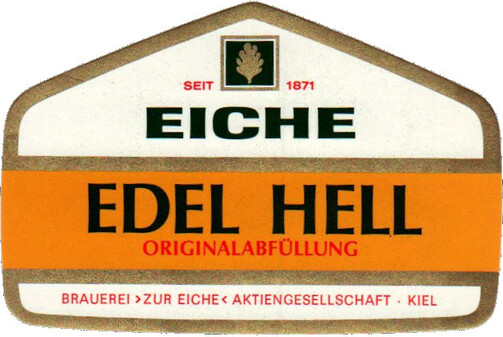 SEIT 1871
EICHE
EDEL HELL
ORIGINALABFÜLLUNG
BRAUEREI >ZUR EICHE< AKTIENGESELLSCHAFT · KIEL